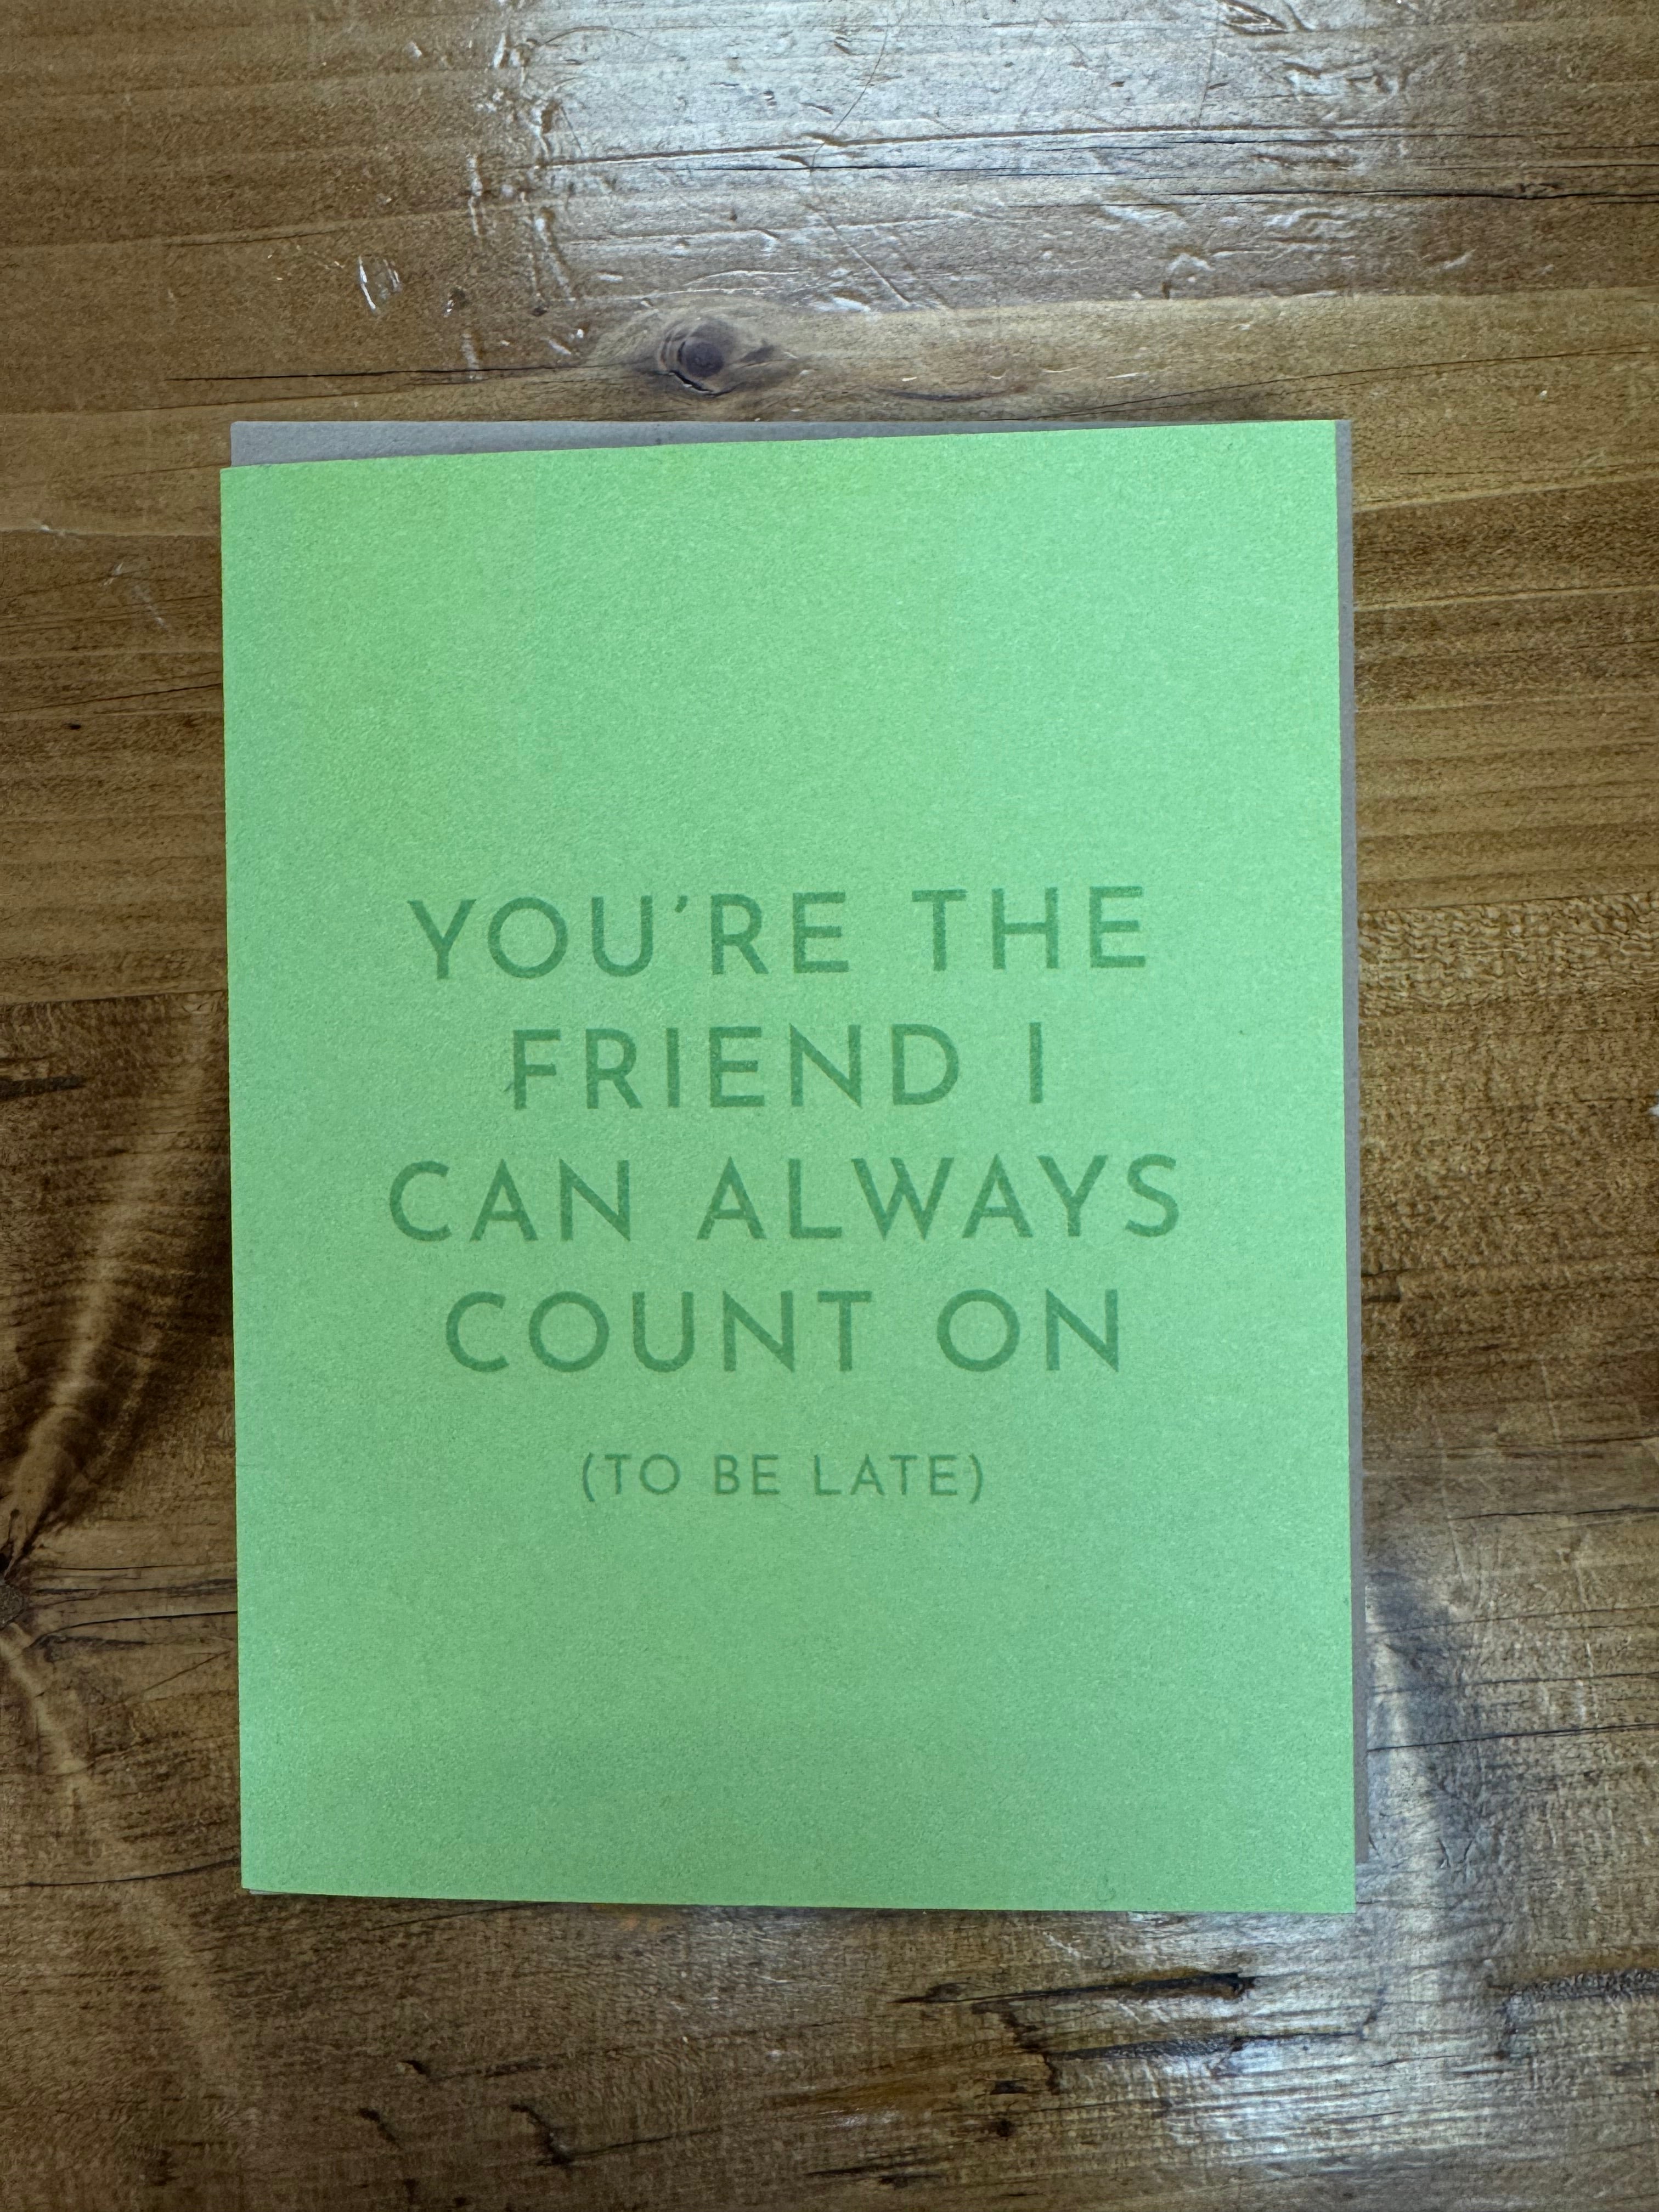 YOU'RE THE
FRIEND I
CAN ALWAYS
COUNT ON
(TO BE LATE)